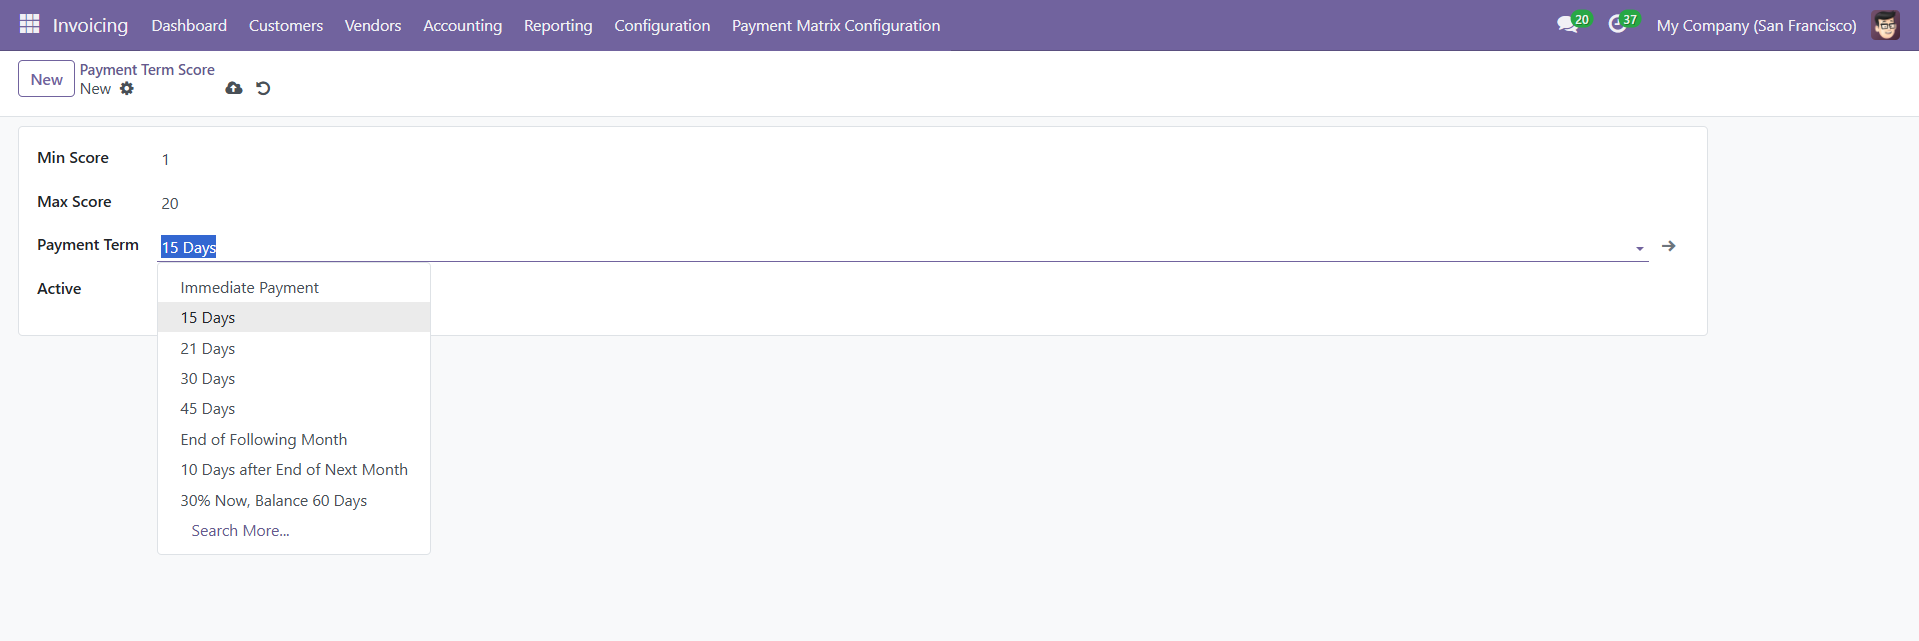 Invoicing Dashboard Customers Vendors Accounting Reporting Configuration Payment Matrix Configuration 20 37 My Company (San Francisco)
New
Payment Term Score
New
Min Score 1
Max Score 20
Payment Term 15 Days
Active
Immediate Payment
15 Days
21 Days
30 Days
45 Days
End of Following Month
10 Days after End of Next Month
30% Now, Balance 60 Days
Search More...